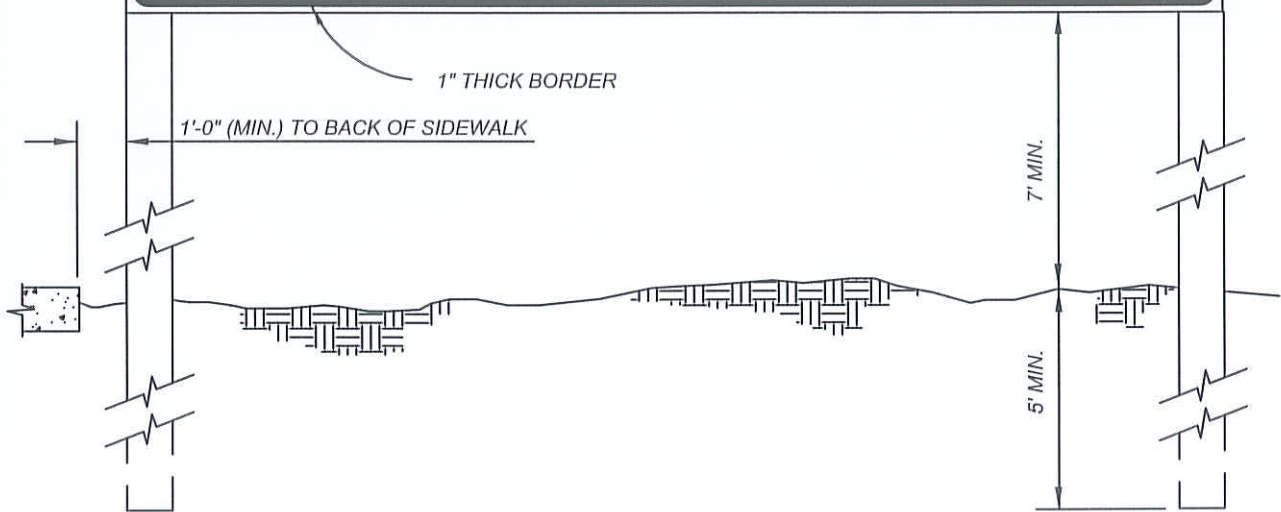 1" THICK BORDER
1'-0" (MIN.) TO BACK OF SIDEWALK
7' MIN.
5' MIN.